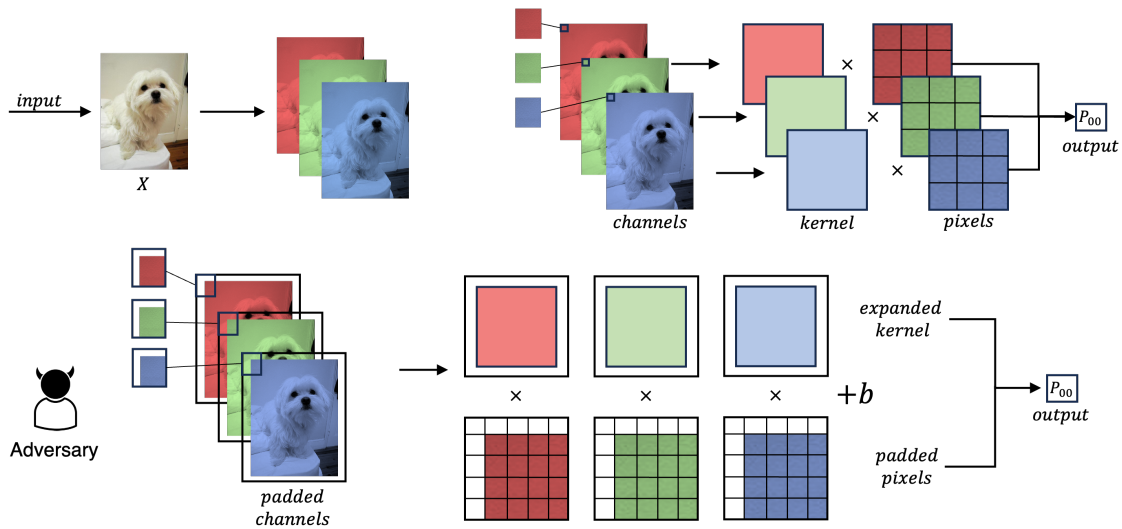 input
X
channels
kernel
pixels
×
×
×
P₀₀
output
Adversary
padded
channels
×
×
×
+b
expanded
kernel
padded
pixels
P₀₀
output